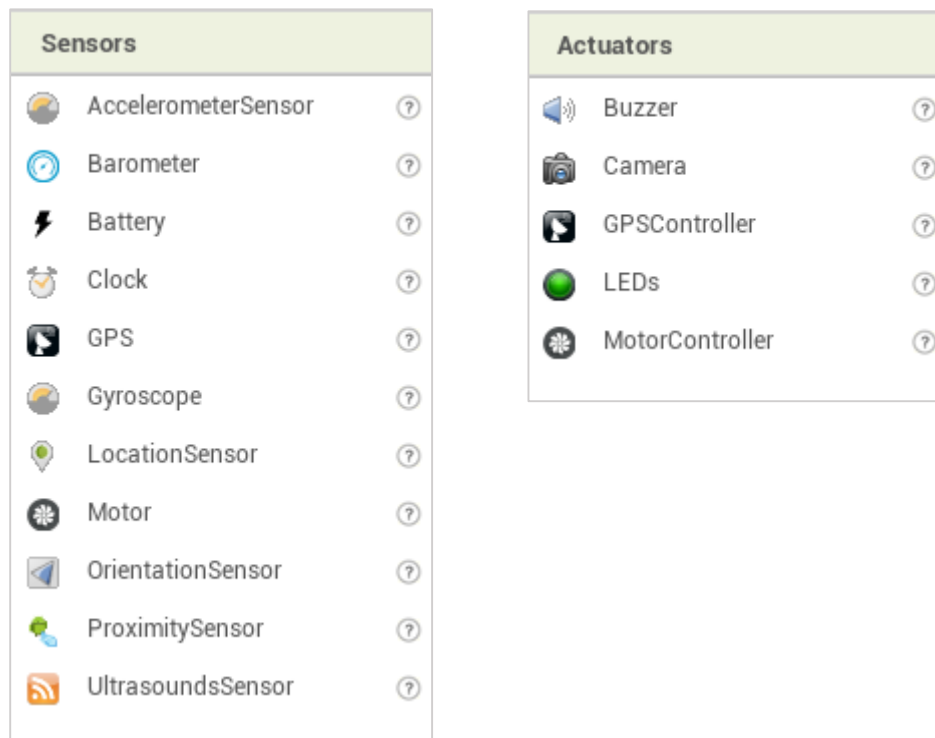 Sensors
AccelerometerSensor ?
Barometer ?
Battery ?
Clock ?
GPS ?
Gyroscope ?
LocationSensor ?
Motor ?
OrientationSensor ?
ProximitySensor ?
UltrasoundsSensor ?
Actuators
Buzzer ?
Camera ?
GPSController ?
LEDs ?
MotorController ?